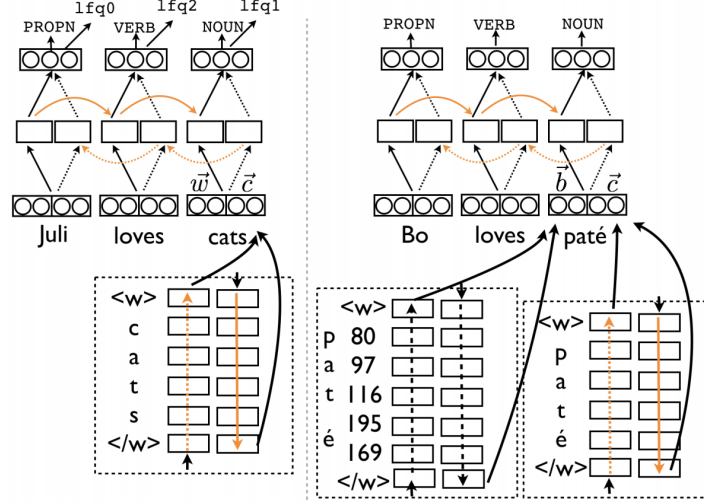 lfq0 lfq2 lfq1
PROPN VERB NOUN
w⃗ c⃗
Juli loves cats
<w>
c
a
t
s
</w>
PROPN VERB NOUN
b⃗ c⃗
Bo loves paté
<w>
p 80
a 97
t 116
é 195
169
</w>
<w>
p
a
t
é
</w>